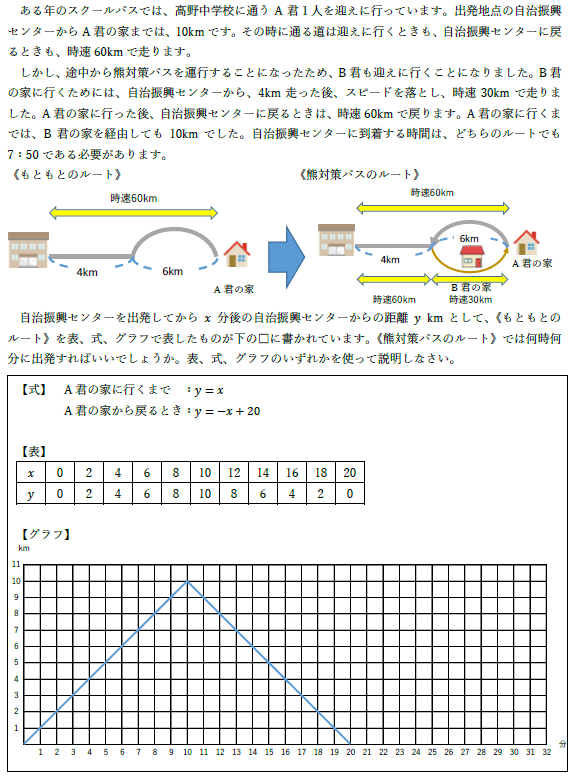 ある年のスクールバスでは、高野中学校に通う A 君１人を迎えに行っています。出発地点の自治振興
センターから A 君の家までは、10km です。その時に通る道は迎えに行くときも、自治振興センターに戻
るときも、時速 60km で走ります。
しかし、途中から熊対策バスを運行することになったため、B 君も迎えに行くことになりました。B 君
の家に行くためには、自治振興センターから、4km 走った後、スピードを落とし、時速 30km で走りま
した。A 君の家に行った後、自治振興センターに戻るときは、時速 60km で戻ります。A 君の家に行くま
では、B 君の家を経由しても 10km でした。自治振興センターに到着する時間は、どちらのルートでも
7：50 である必要があります。
《もともとのルート》 《熊対策バスのルート》
時速60km 時速60km
4km 6km A 君の家
4km 6km A 君の家
B 君の家
時速60km 時速30km
自治振興センターを出発してから x 分後の自治振興センターからの距離 y km として、《もともとの
ルート》を表、式、グラフで表したものが下の□に書かれています。《熊対策バスのルート》では何時何
分に出発すればいいでしょうか。表、式、グラフのいずれかを使って説明しなさい。
【式】 A 君の家に行くまで ：y = x
A 君の家から戻るとき：y = −x + 20
【表】
x 0 2 4 6 8 10 12 14 16 18 20
y 0 2 4 6 8 10 8 6 4 2 0
【グラフ】
km
11
10
9
8
7
6
5
4
3
2
1
1 2 3 4 5 6 7 8 9 10 11 12 13 14 15 16 17 18 19 20 21 22 23 24 25 26 27 28 29 30 31 32 分